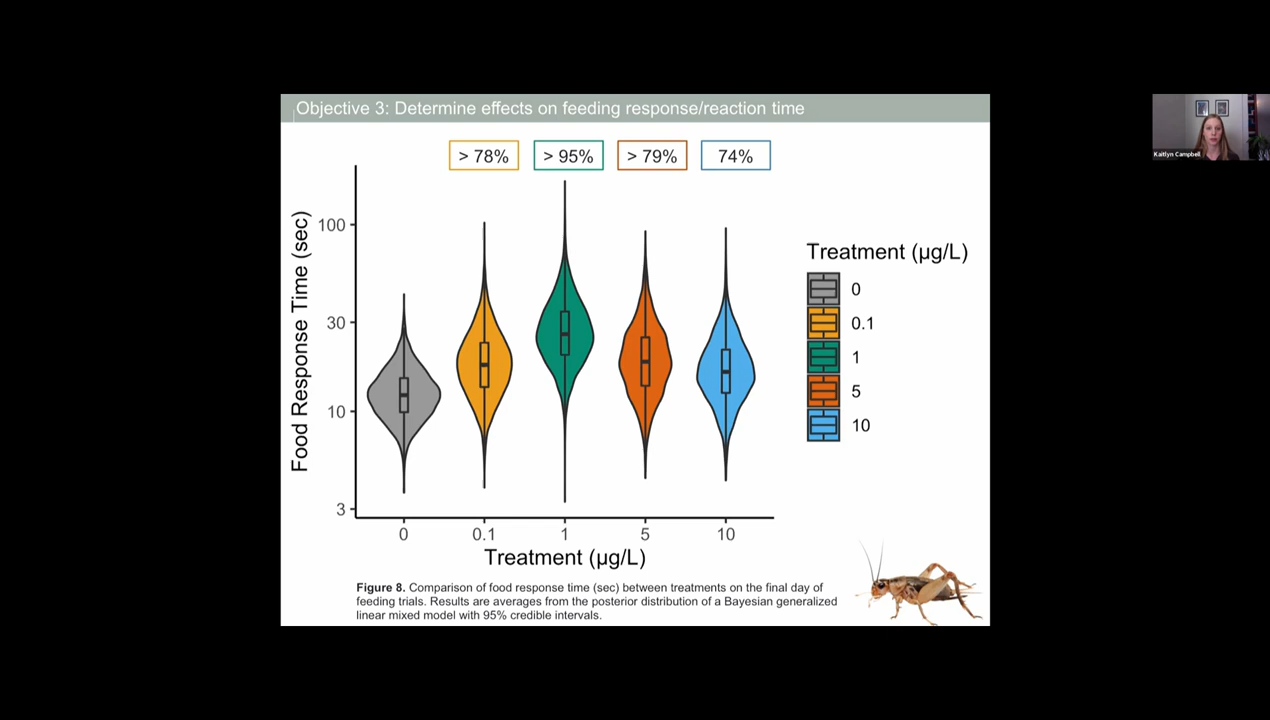 Objective 3: Determine effects on feeding response/reaction time
> 78% > 95% > 79% 74%
Food Response Time (sec)
100
30
10
3
0 0.1 1 5 10
Treatment (µg/L)
Treatment (µg/L)
0
0.1
1
5
10
Figure 8. Comparison of food response time (sec) between treatments on the final day of
feeding trials. Results are averages from the posterior distribution of a Bayesian generalized
linear mixed model with 95% credible intervals.
Kaitlyn Campbell